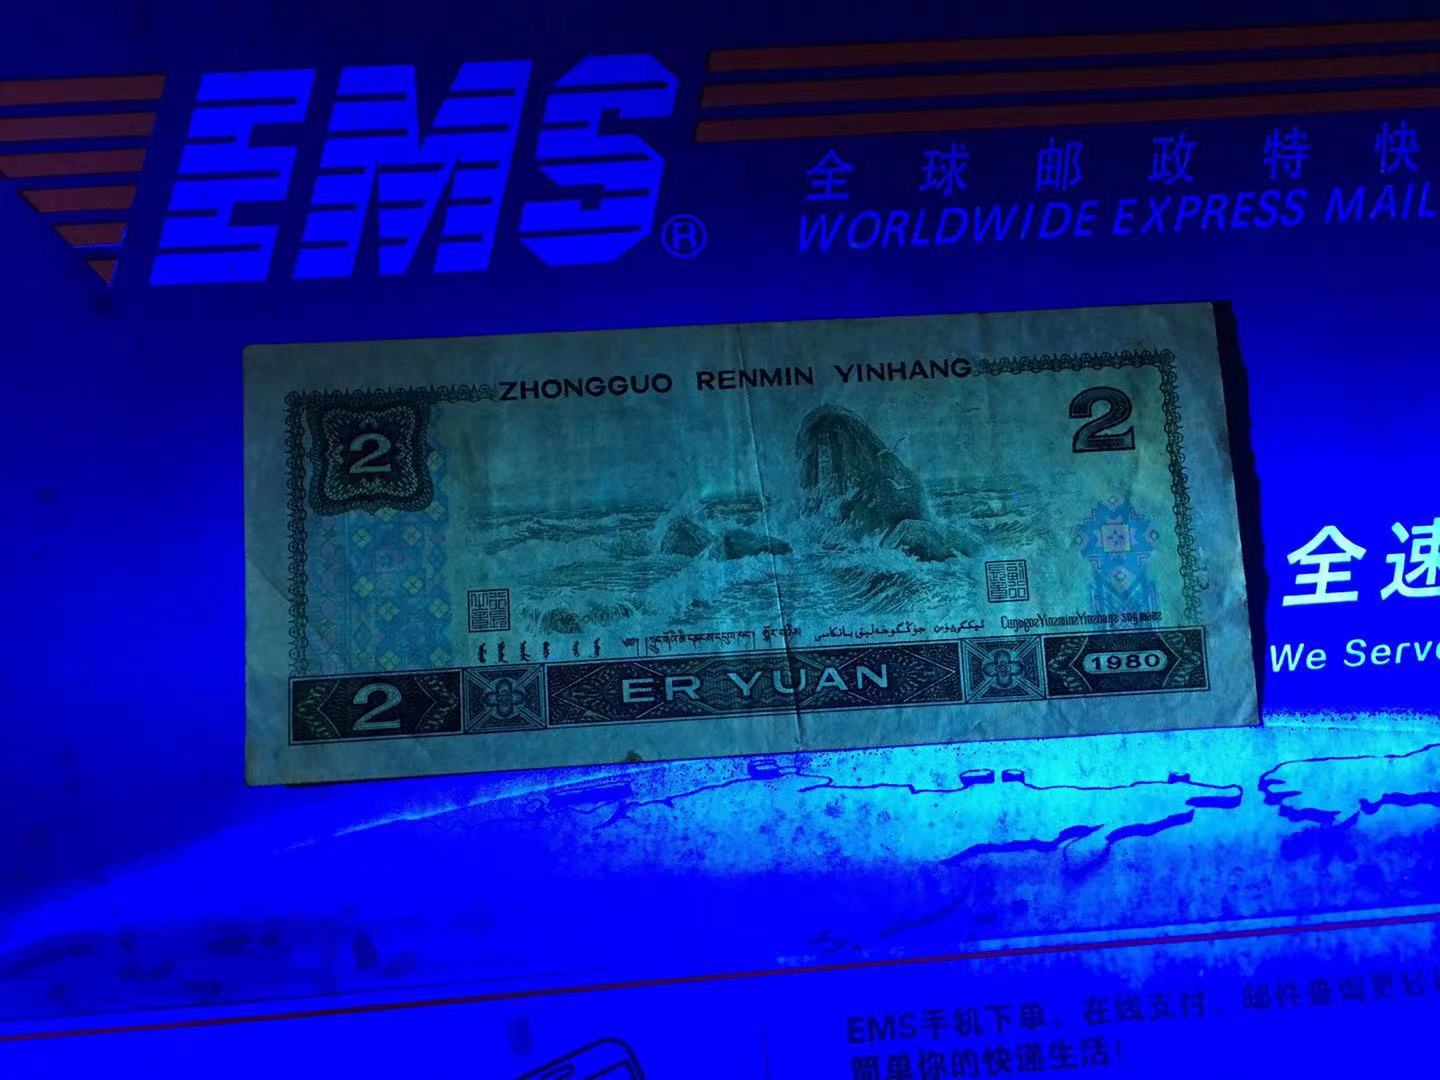 EMS®
全球邮政特快
WORLDWIDE EXPRESS MAIL
ZHONGGUO RENMIN YINHANG
2
2
全速
We Serve
2
ER YUAN
1980
EMS手机下单、在线支付、邮件查询更轻
简单你的快递生活!